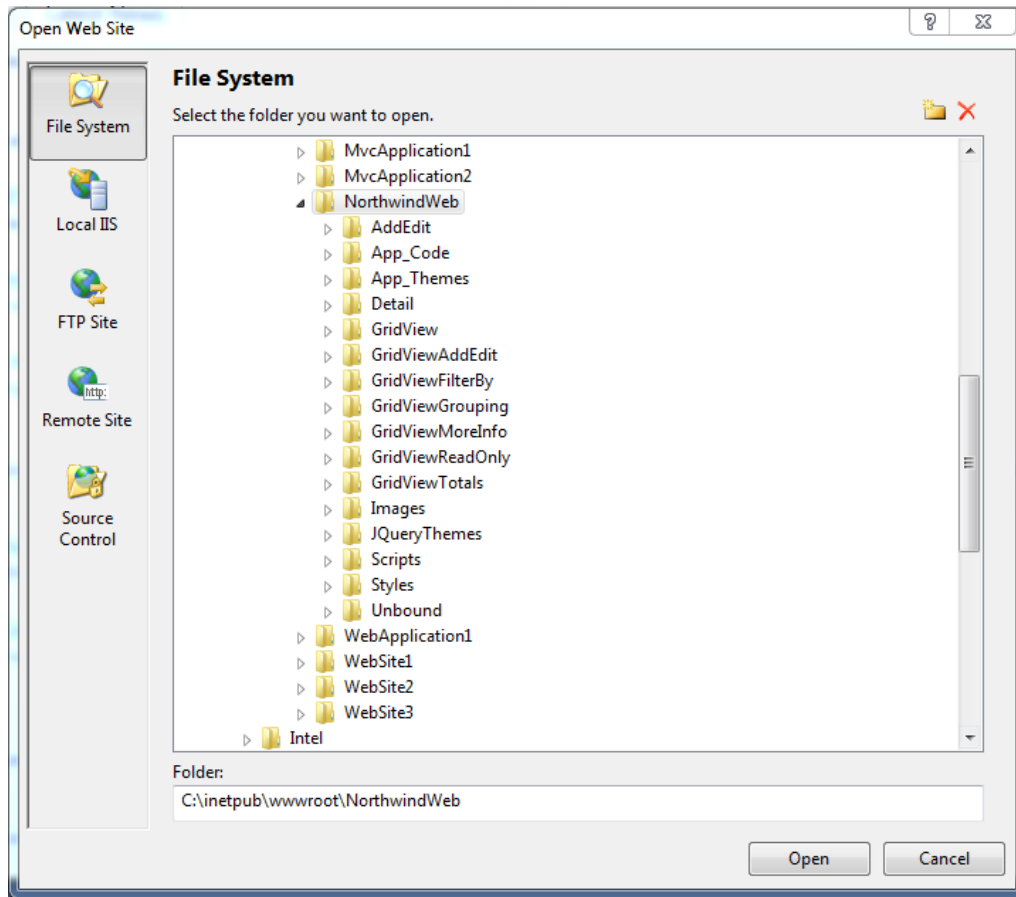 Open Web Site
File System
Select the folder you want to open.
File System
Local IIS
FTP Site
http:
Remote Site
Source
Control
MvcApplication1
MvcApplication2
NorthwindWeb
AddEdit
App_Code
App_Themes
Detail
GridView
GridViewAddEdit
GridViewFilterBy
GridViewGrouping
GridViewMoreInfo
GridViewReadOnly
GridViewTotals
Images
JQueryThemes
Scripts
Styles
Unbound
WebApplication1
WebSite1
WebSite2
WebSite3
Intel
Folder:
C:\inetpub\wwwroot\NorthwindWeb
Open
Cancel